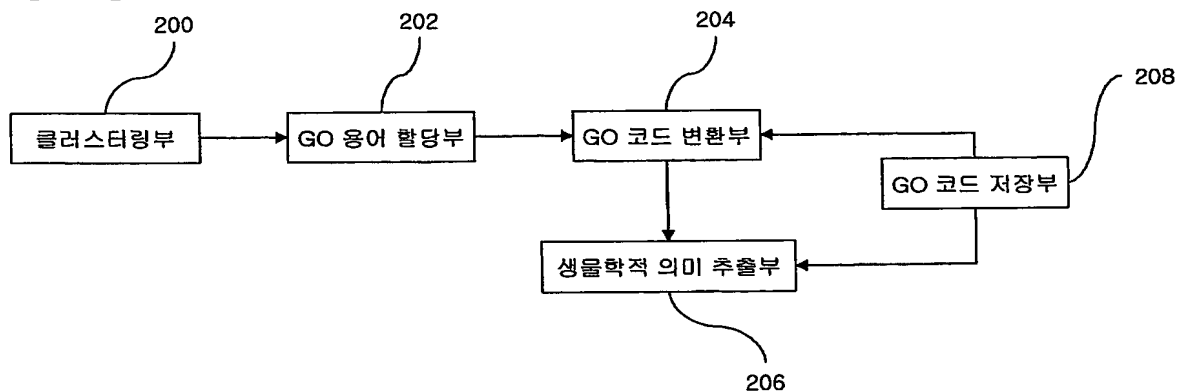 200
202
204
208
클러스터링부
GO 용어 할당부
GO 코드 변환부
GO 코드 저장부
생물학적 의미 추출부
206